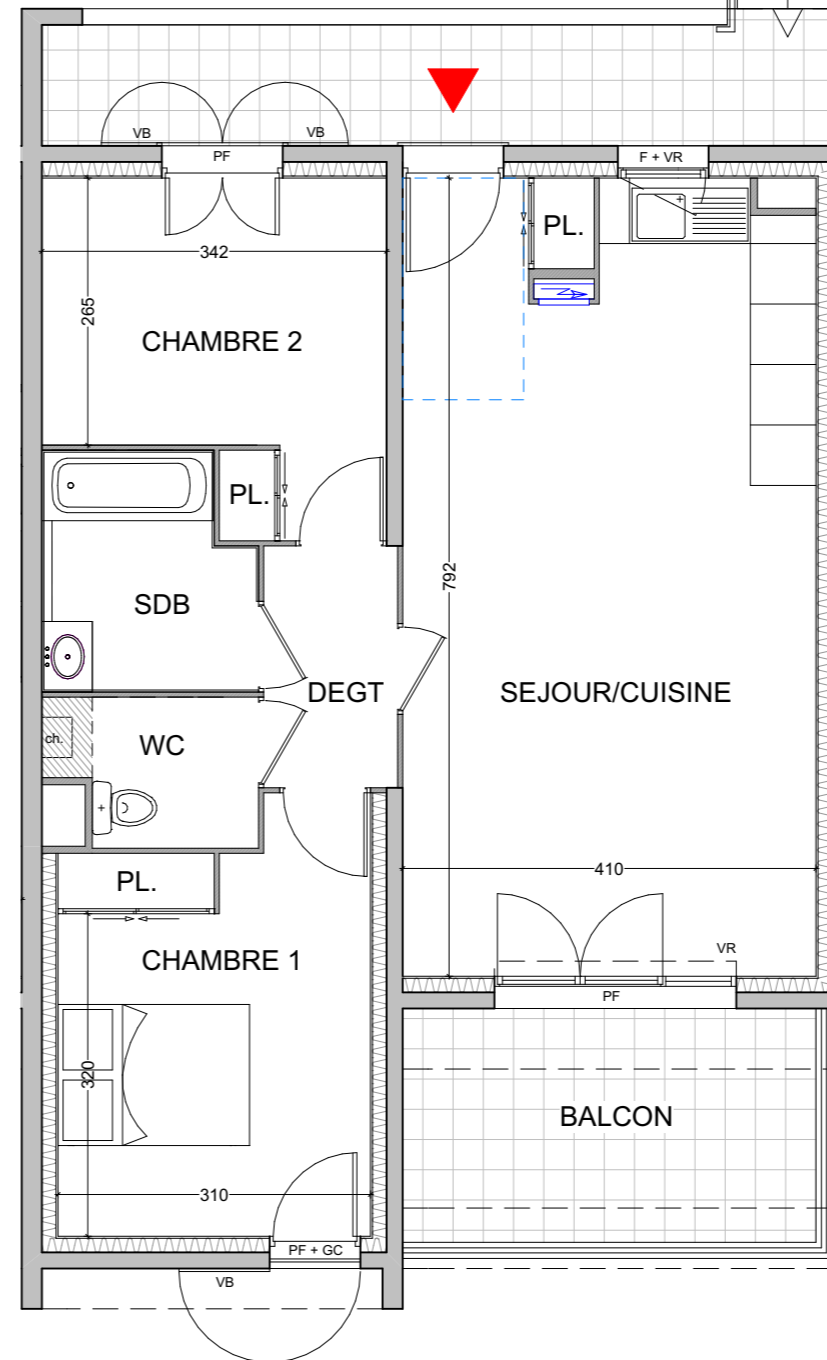 VB
VB
PF
F + VR
PL.
342
265
CHAMBRE 2
PL.
792
SDB
DEGT
SEJOUR/CUISINE
ch.
WC
PL.
410
CHAMBRE 1
VR
PF
320
BALCON
310
PF + GC
VB